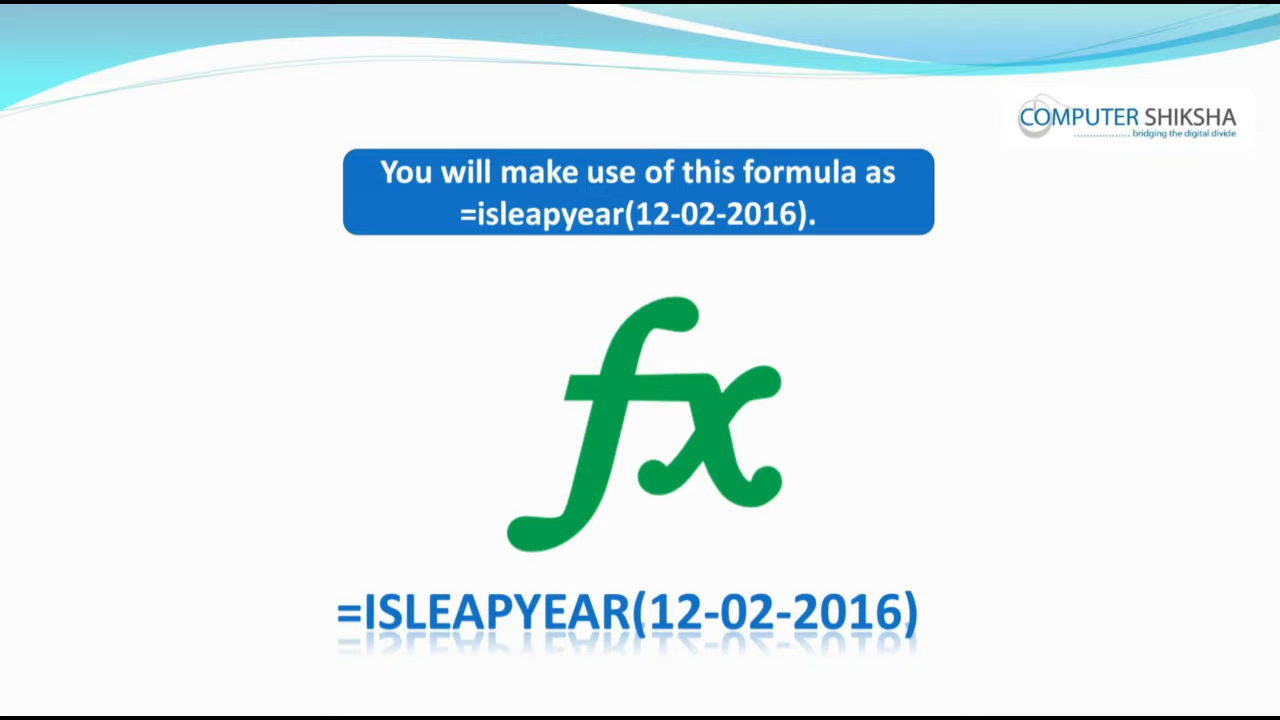 COMPUTER SHIKSHA
bridging the digital divide
You will make use of this formula as
=isleapyear(12-02-2016).
fx
=ISLEAPYEAR(12-02-2016)